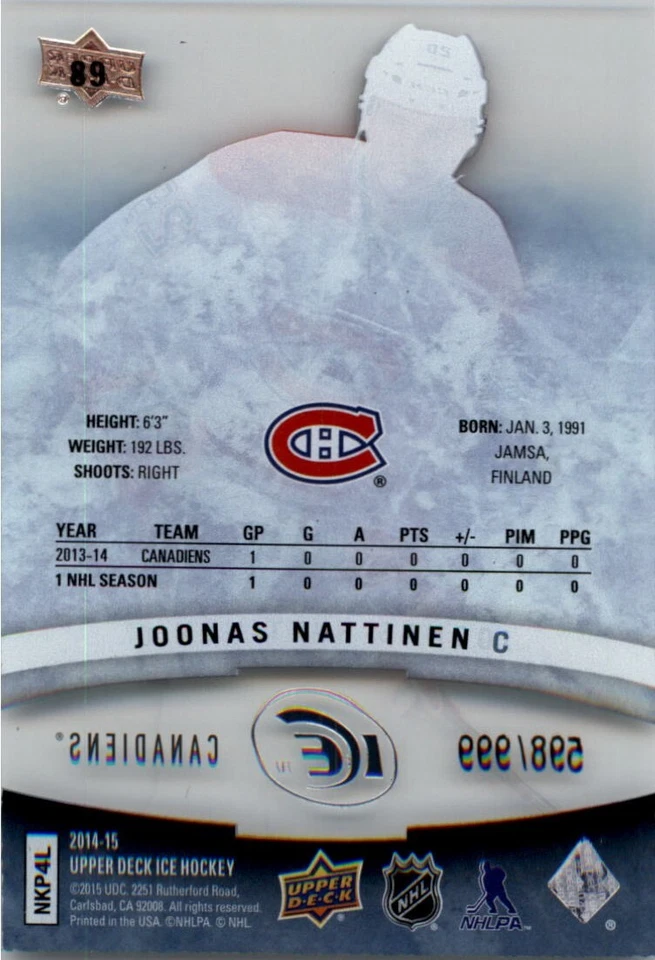 89
HEIGHT: 6'3"
WEIGHT: 192 LBS.
SHOOTS: RIGHT
BORN: JAN. 3, 1991
JAMSA,
FINLAND
YEAR TEAM GP G A PTS +/- PIM PPG
2013-14 CANADIENS 1 0 0 0 0 0 0
1 NHL SEASON 1 0 0 0 0 0 0
JOONAS NATTINEN C
CANADIENS®
ICE
598/999
NKP4L
2014-15
UPPER DECK ICE HOCKEY
©2015 UDC. 2251 Rutherford Road,
Carlsbad, CA 92008. All rights reserved.
Printed in the USA. ©NHLPA. © NHL.
UPPER
D·E·C·K
NHL
NHLPA